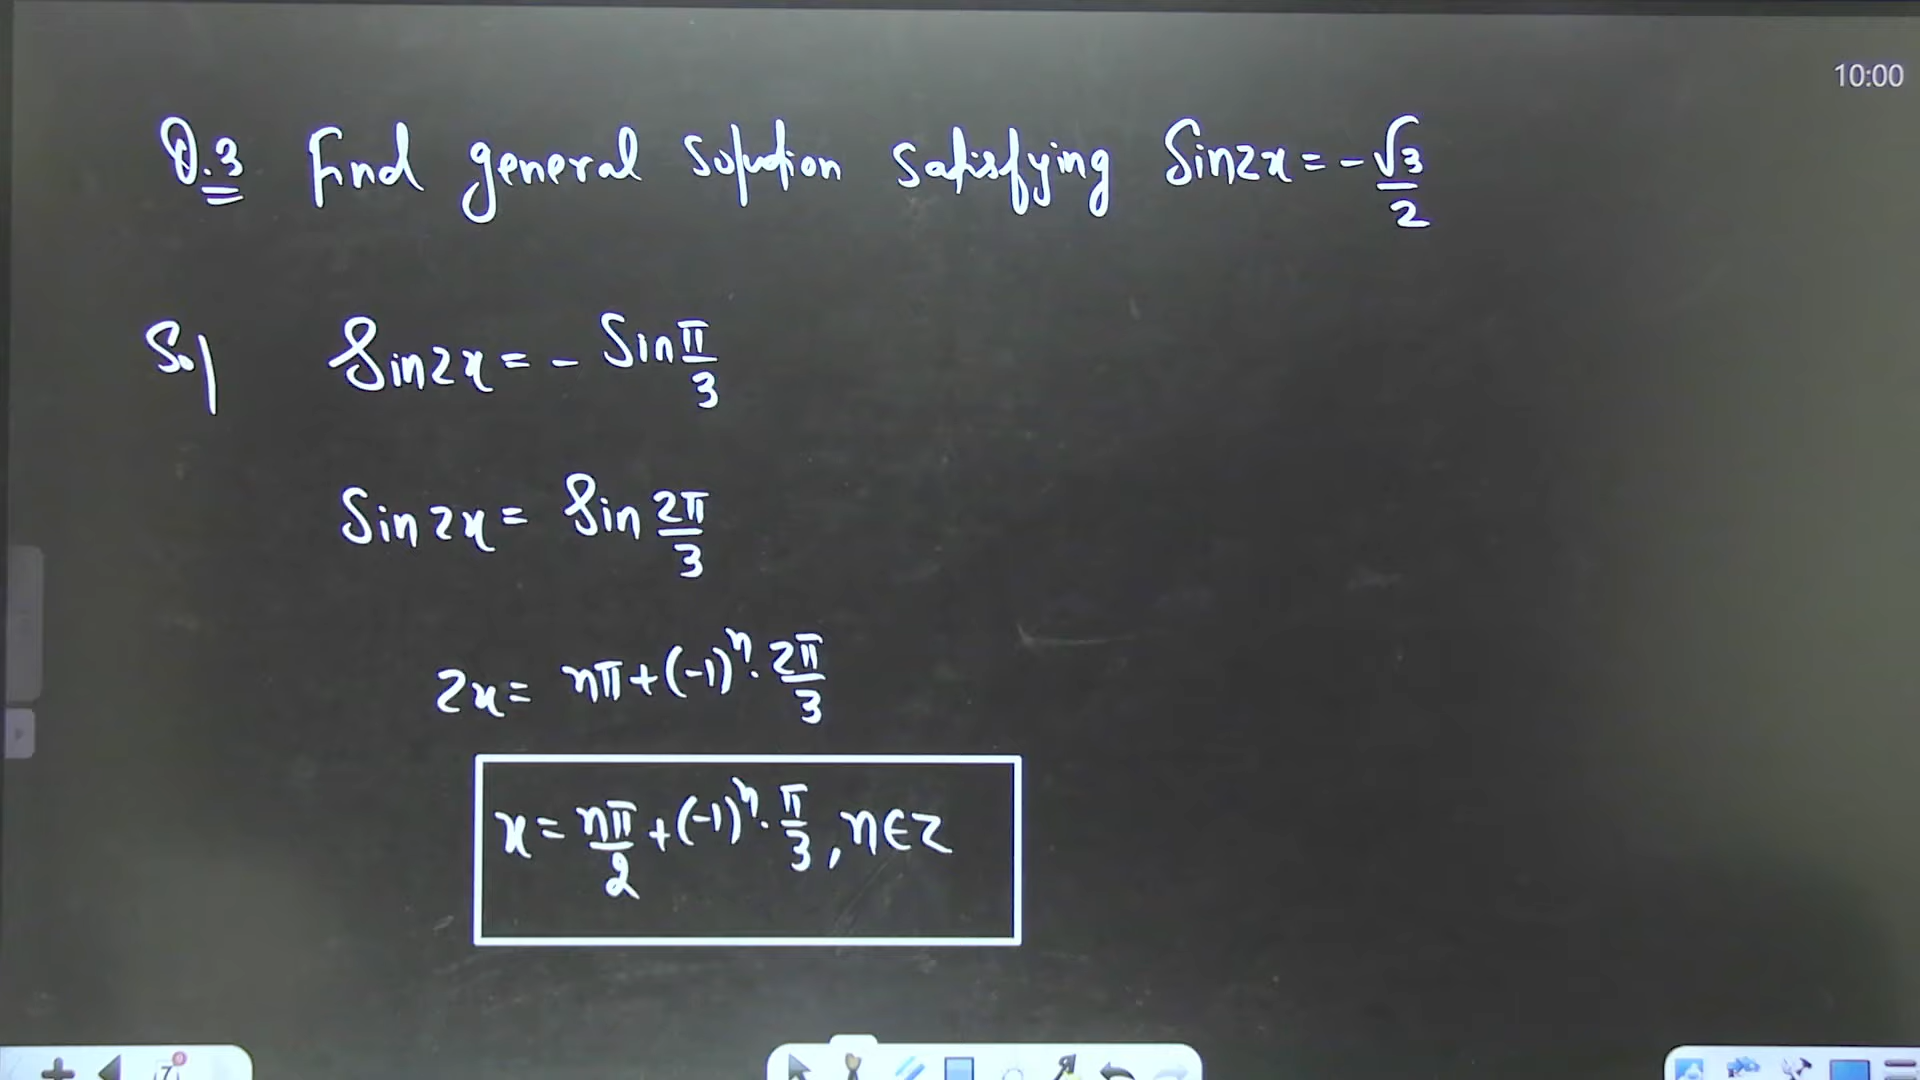 10:00
Q.3 Find general solution satisfying Sin2x = -√3/2
Sol Sin2x = - Sin π/3
Sin2x = Sin 2π/3
2x = nπ + (-1)ⁿ · 2π/3
x = nπ/2 + (-1)ⁿ · π/3, n∈Z